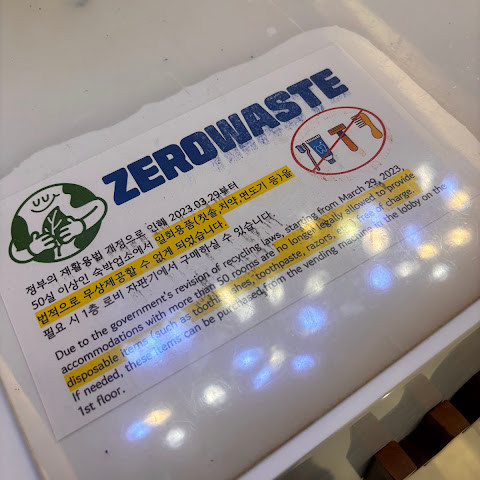 ZEROWASTE
정부의 재활용법 개정으로 인해 2023.03.29부터
50실 이상의 숙박업소에서 일회용품(칫솔,치약,면도기 등)을
법적으로 무상제공할 수 없게 되었습니다.
필요 시 1층 로비 자판기에서 구매하실 수 있습니다.
Due to the government's revision of recycling laws, starting from March 29, 2023,
accommodations with more than 50 rooms are no longer legally allowed to provide
disposable items (such as toothbrushes, toothpaste, razors, etc.) free of charge.
If needed, these items can be purchased from the vending machine in the lobby on the
1st floor.